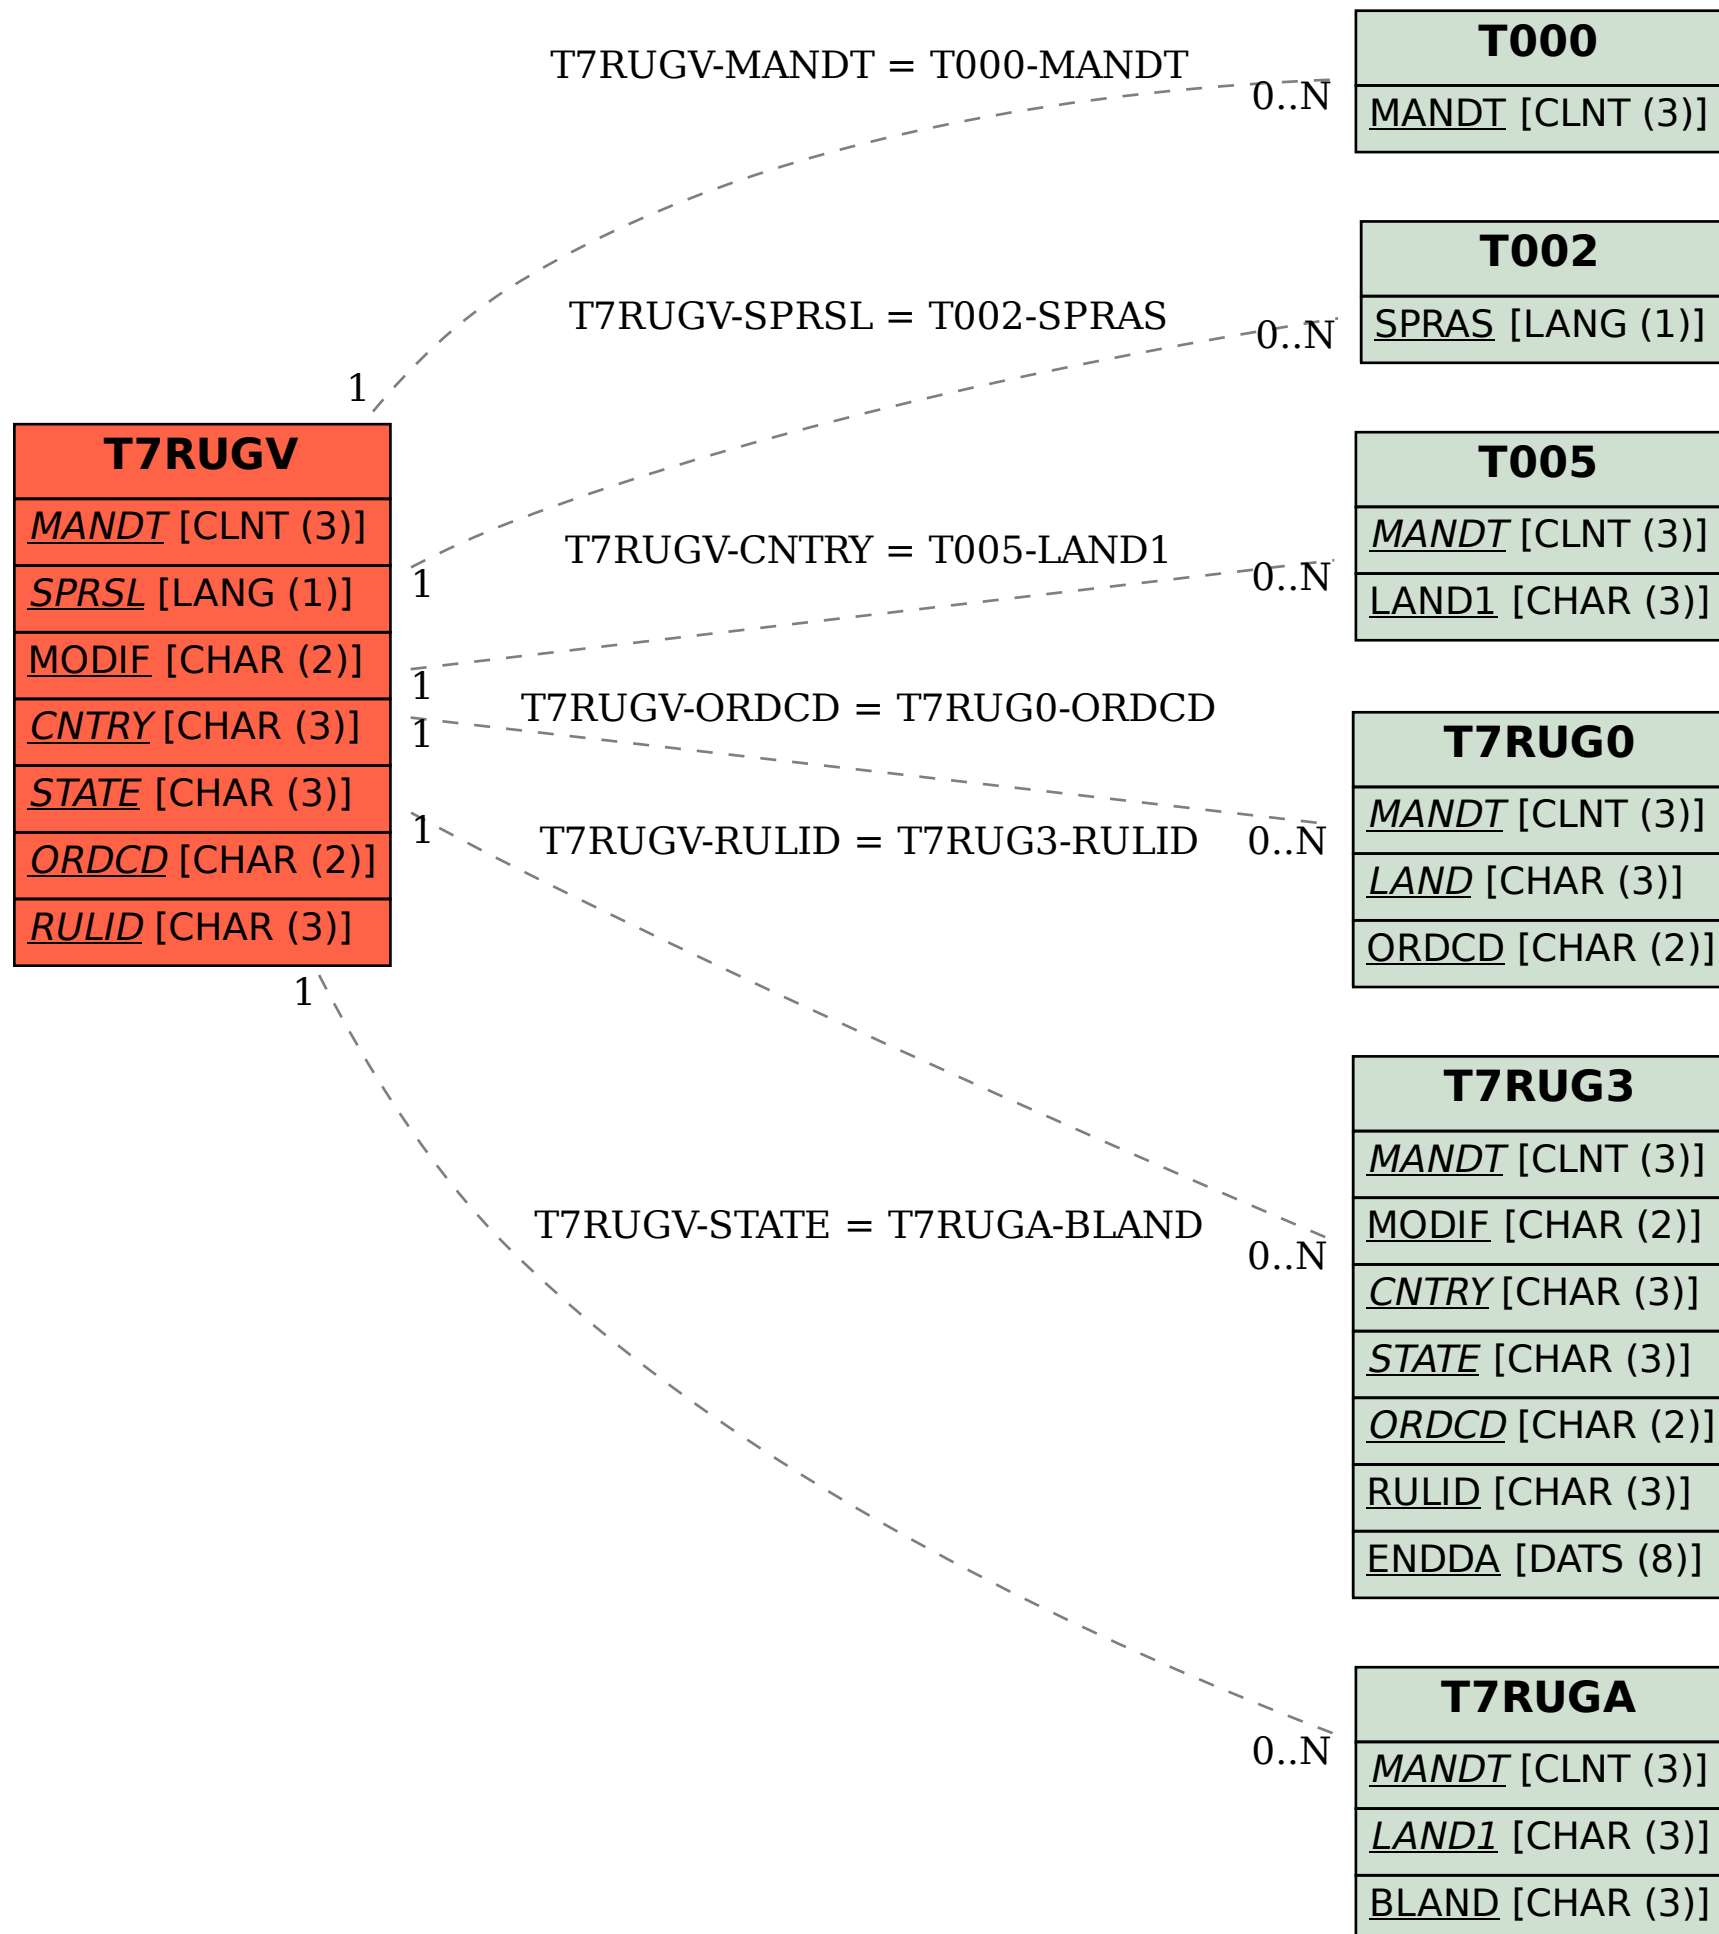 T7RUGV
MANDT [CLNT (3)]
SPRSL [LANG (1)]
MODIF [CHAR (2)]
CNTRY [CHAR (3)]
STATE [CHAR (3)]
ORDCD [CHAR (2)]
RULID [CHAR (3)]
T7RUGV-MANDT = T000-MANDT
1
0..N
T7RUGV-SPRSL = T002-SPRAS
1
0..N
T7RUGV-CNTRY = T005-LAND1
1
0..N
T7RUGV-ORDCD = T7RUG0-ORDCD
1
0..N
T7RUGV-RULID = T7RUG3-RULID
1
0..N
T7RUGV-STATE = T7RUGA-BLAND
1
0..N
T000
MANDT [CLNT (3)]
T002
SPRAS [LANG (1)]
T005
MANDT [CLNT (3)]
LAND1 [CHAR (3)]
T7RUG0
MANDT [CLNT (3)]
LAND [CHAR (3)]
ORDCD [CHAR (2)]
T7RUG3
MANDT [CLNT (3)]
MODIF [CHAR (2)]
CNTRY [CHAR (3)]
STATE [CHAR (3)]
ORDCD [CHAR (2)]
RULID [CHAR (3)]
ENDDA [DATS (8)]
T7RUGA
MANDT [CLNT (3)]
LAND1 [CHAR (3)]
BLAND [CHAR (3)]